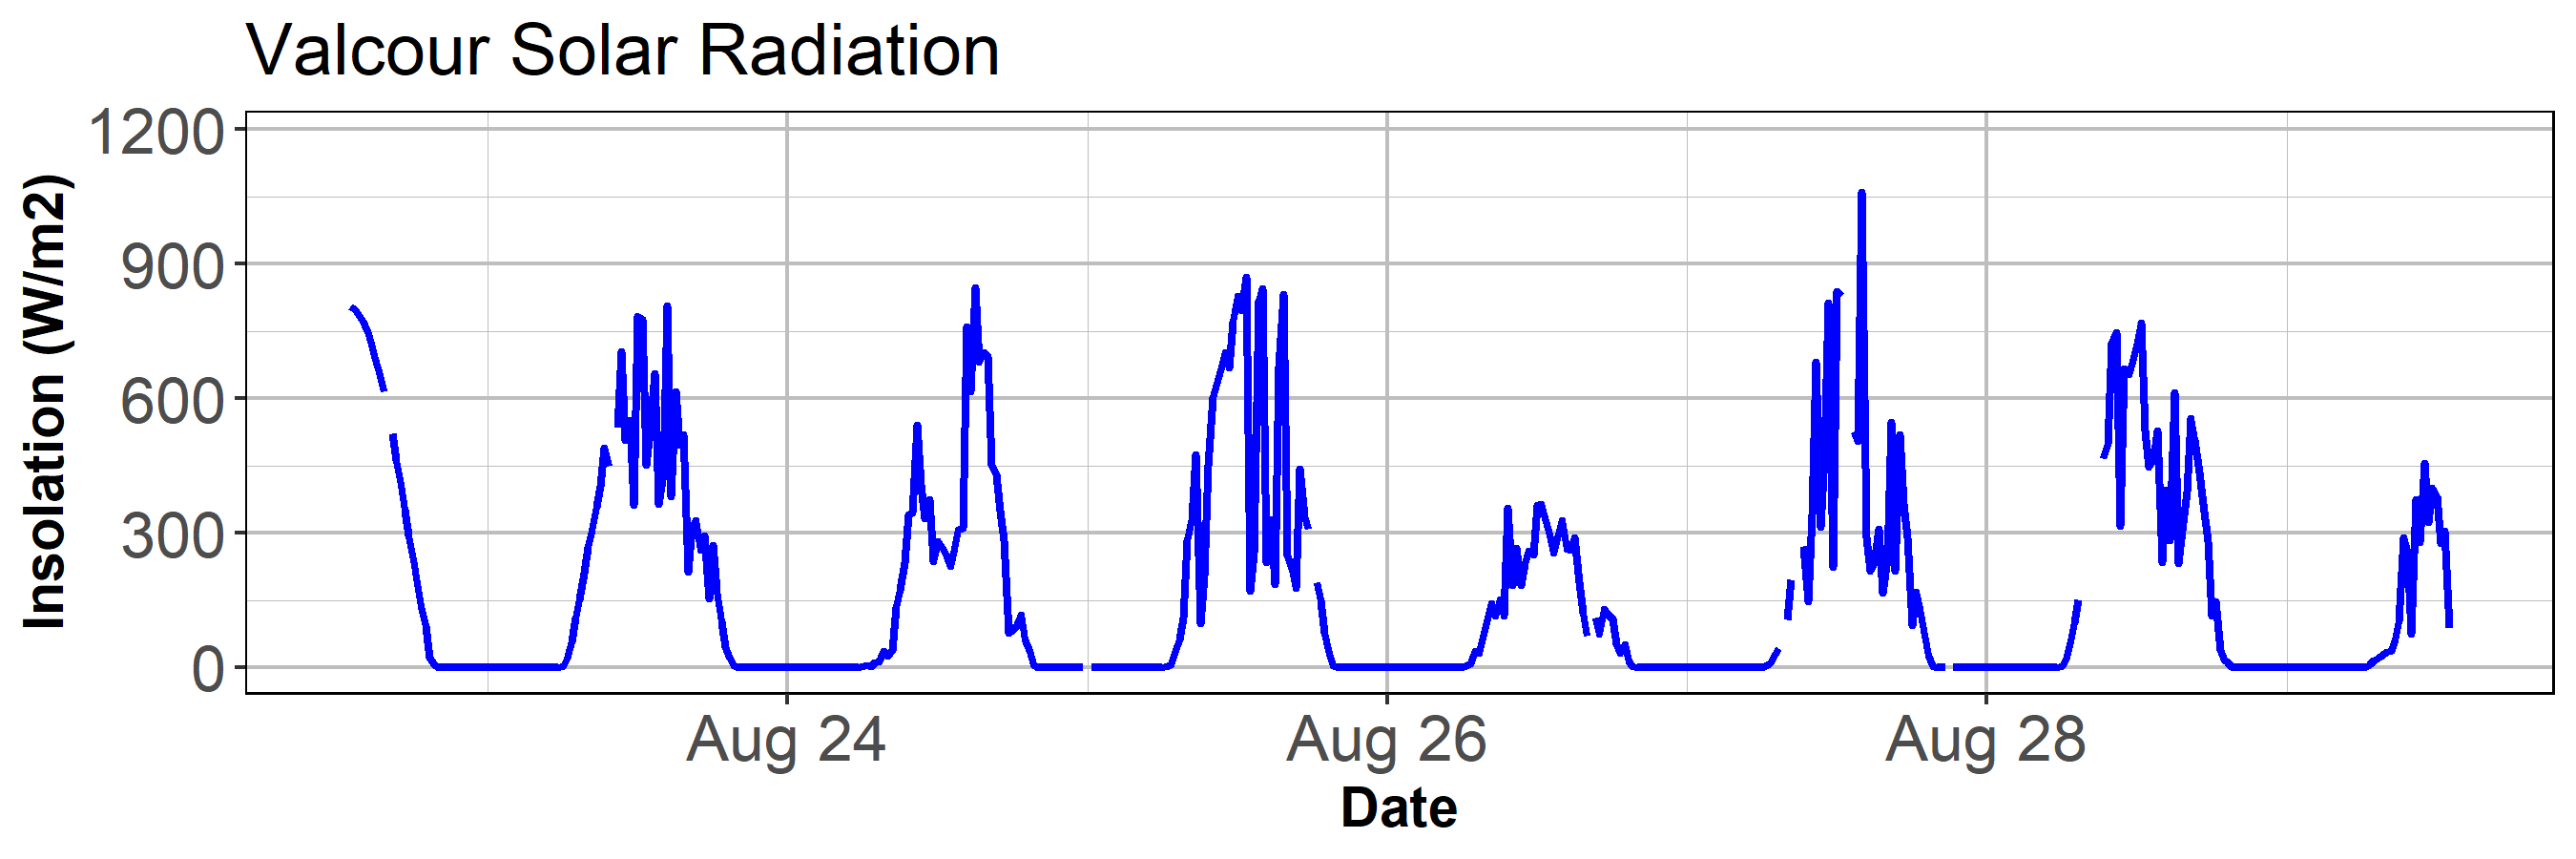 Valcour Solar Radiation
1200
900
600
300
0
Insolation (W/m2)
Aug 24
Aug 26
Aug 28
Date